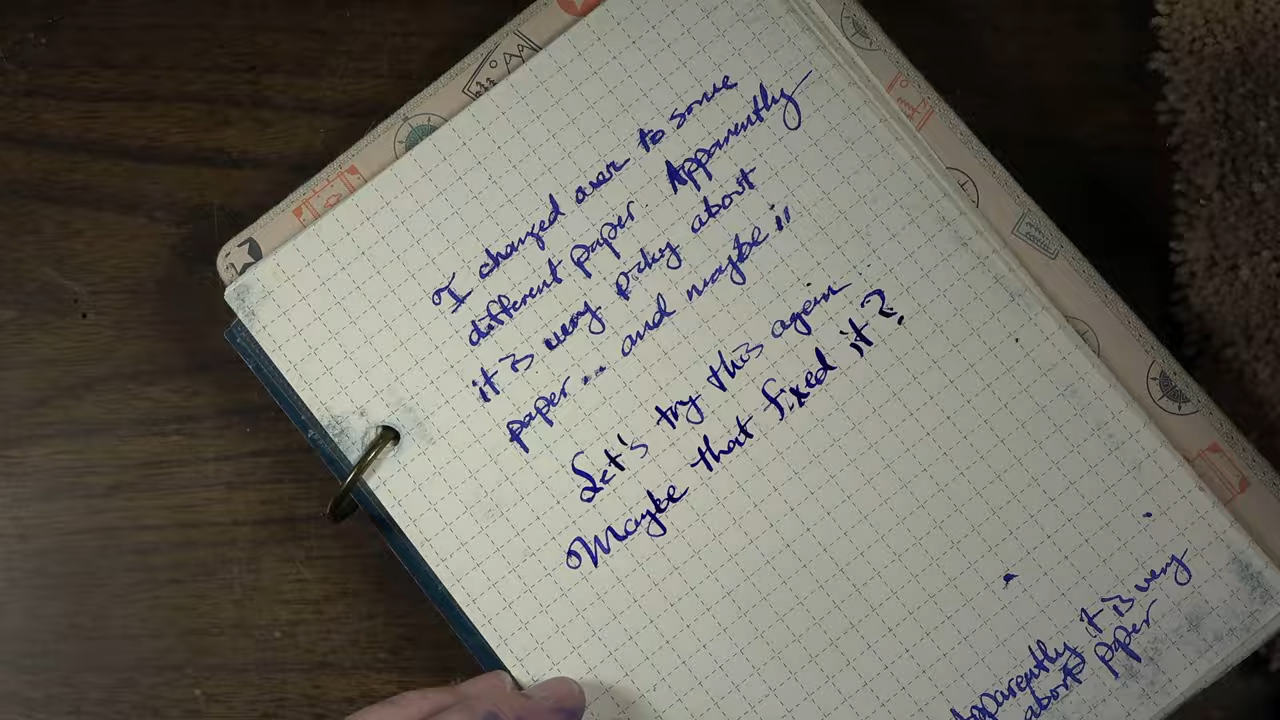 I changed over to some
different paper. Apparently
it is very picky about
paper... and maybe ii
Let's try this again
Maybe that fixed it?
Apparently it is very
about paper